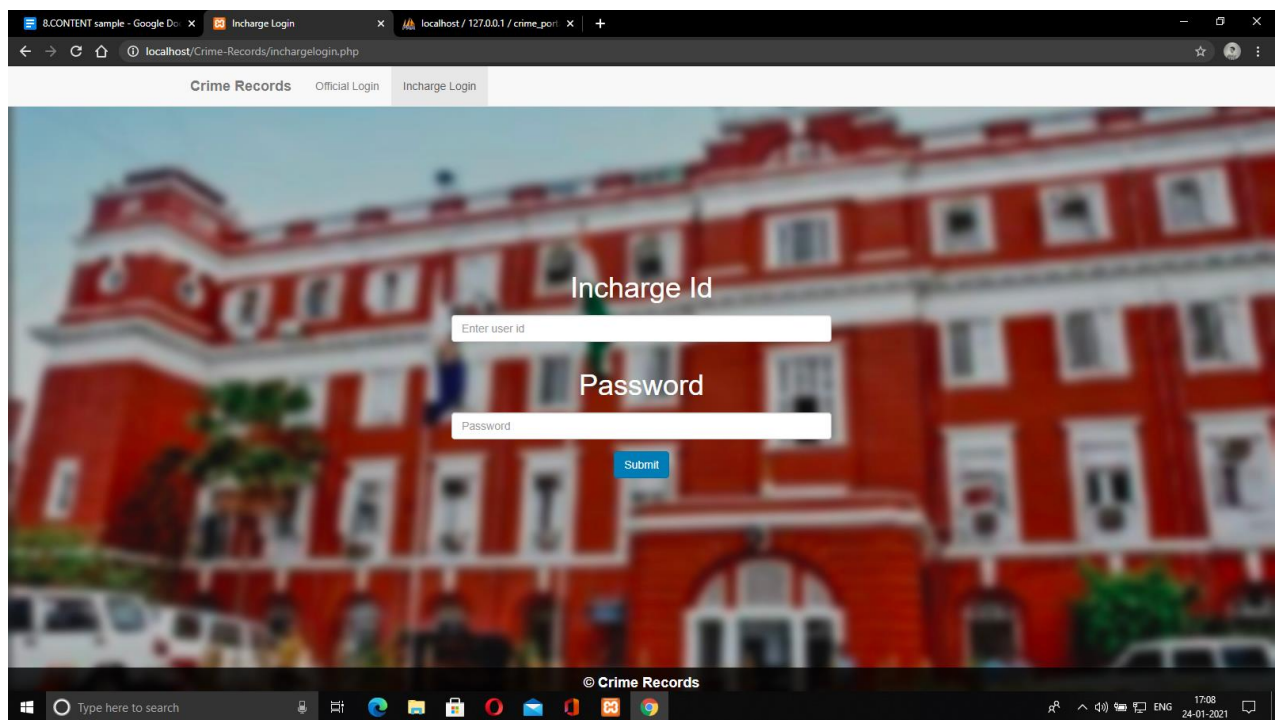 8.CONTENT sample - Google Do
Incharge Login
localhost / 127.0.0.1 / crime_port
localhost/Crime-Records/inchargelogin.php
Crime Records Official Login Incharge Login
Incharge Id
Enter user id
Password
Password
Submit
© Crime Records
Type here to search
ENG
17:08
24-01-2021